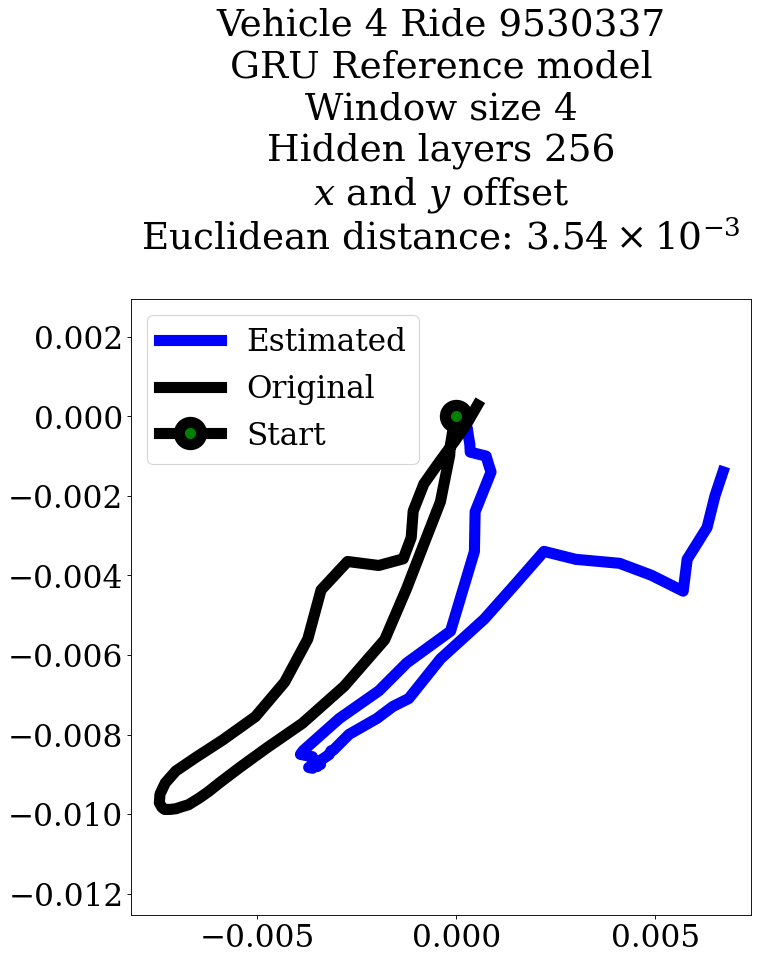 Vehicle 4 Ride 9530337
GRU Reference model
Window size 4
Hidden layers 256
x and y offset
Euclidean distance: 3.54 × 10⁻³
Estimated
Original
Start
0.002
0.000
−0.002
−0.004
−0.006
−0.008
−0.010
−0.012
−0.005 0.000 0.005